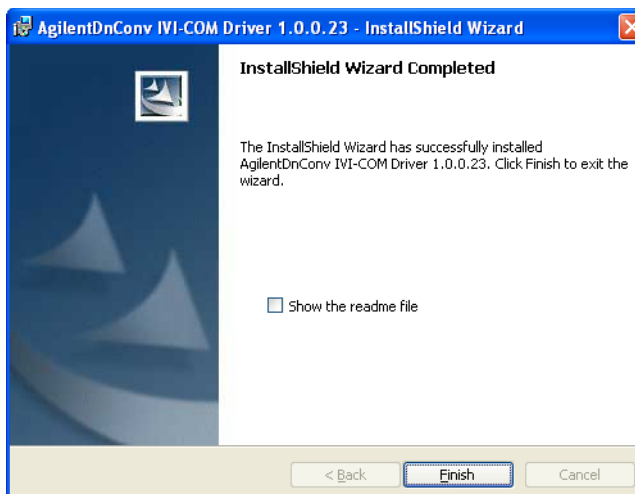 AgilentDnConv IVI-COM Driver 1.0.0.23 - InstallShield Wizard
InstallShield Wizard Completed
The InstallShield Wizard has successfully installed
AgilentDnConv IVI-COM Driver 1.0.0.23. Click Finish to exit the
wizard.
Show the readme file
< Back
Finish
Cancel